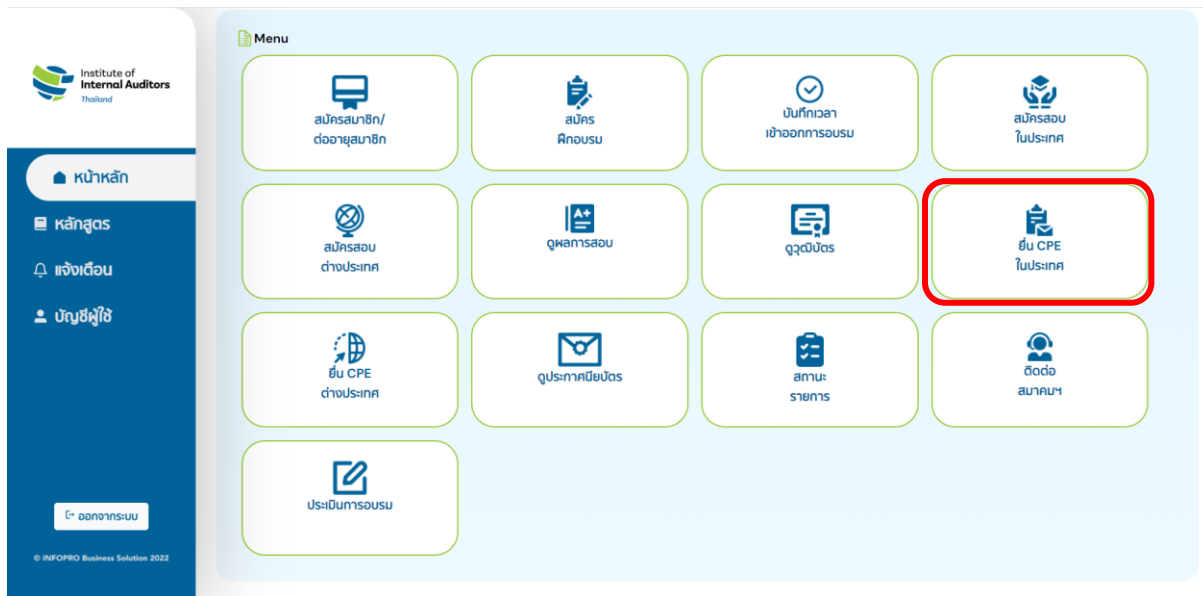 Institute of
Internal Auditors
Thailand
หน้าหลัก
หลักสูตร
แจ้งเตือน
บัญชีผู้ใช้
ออกจากระบบ
© INFOPRO Business Solution 2022
Menu
สมัครสมาชิก/
ต่ออายุสมาชิก
สมัคร
ฝึกอบรม
บันทึกเวลา
เข้าออกการอบรม
สมัครสอบ
ในประเทศ
สมัครสอบ
ต่างประเทศ
A+
ดูผลการสอบ
ดูวุฒิบัตร
ยื่น CPE
ในประเทศ
ยื่น CPE
ต่างประเทศ
ดูประกาศนียบัตร
สถานะ
รายการ
ติดต่อ
สมาคมฯ
ประเมินการอบรม